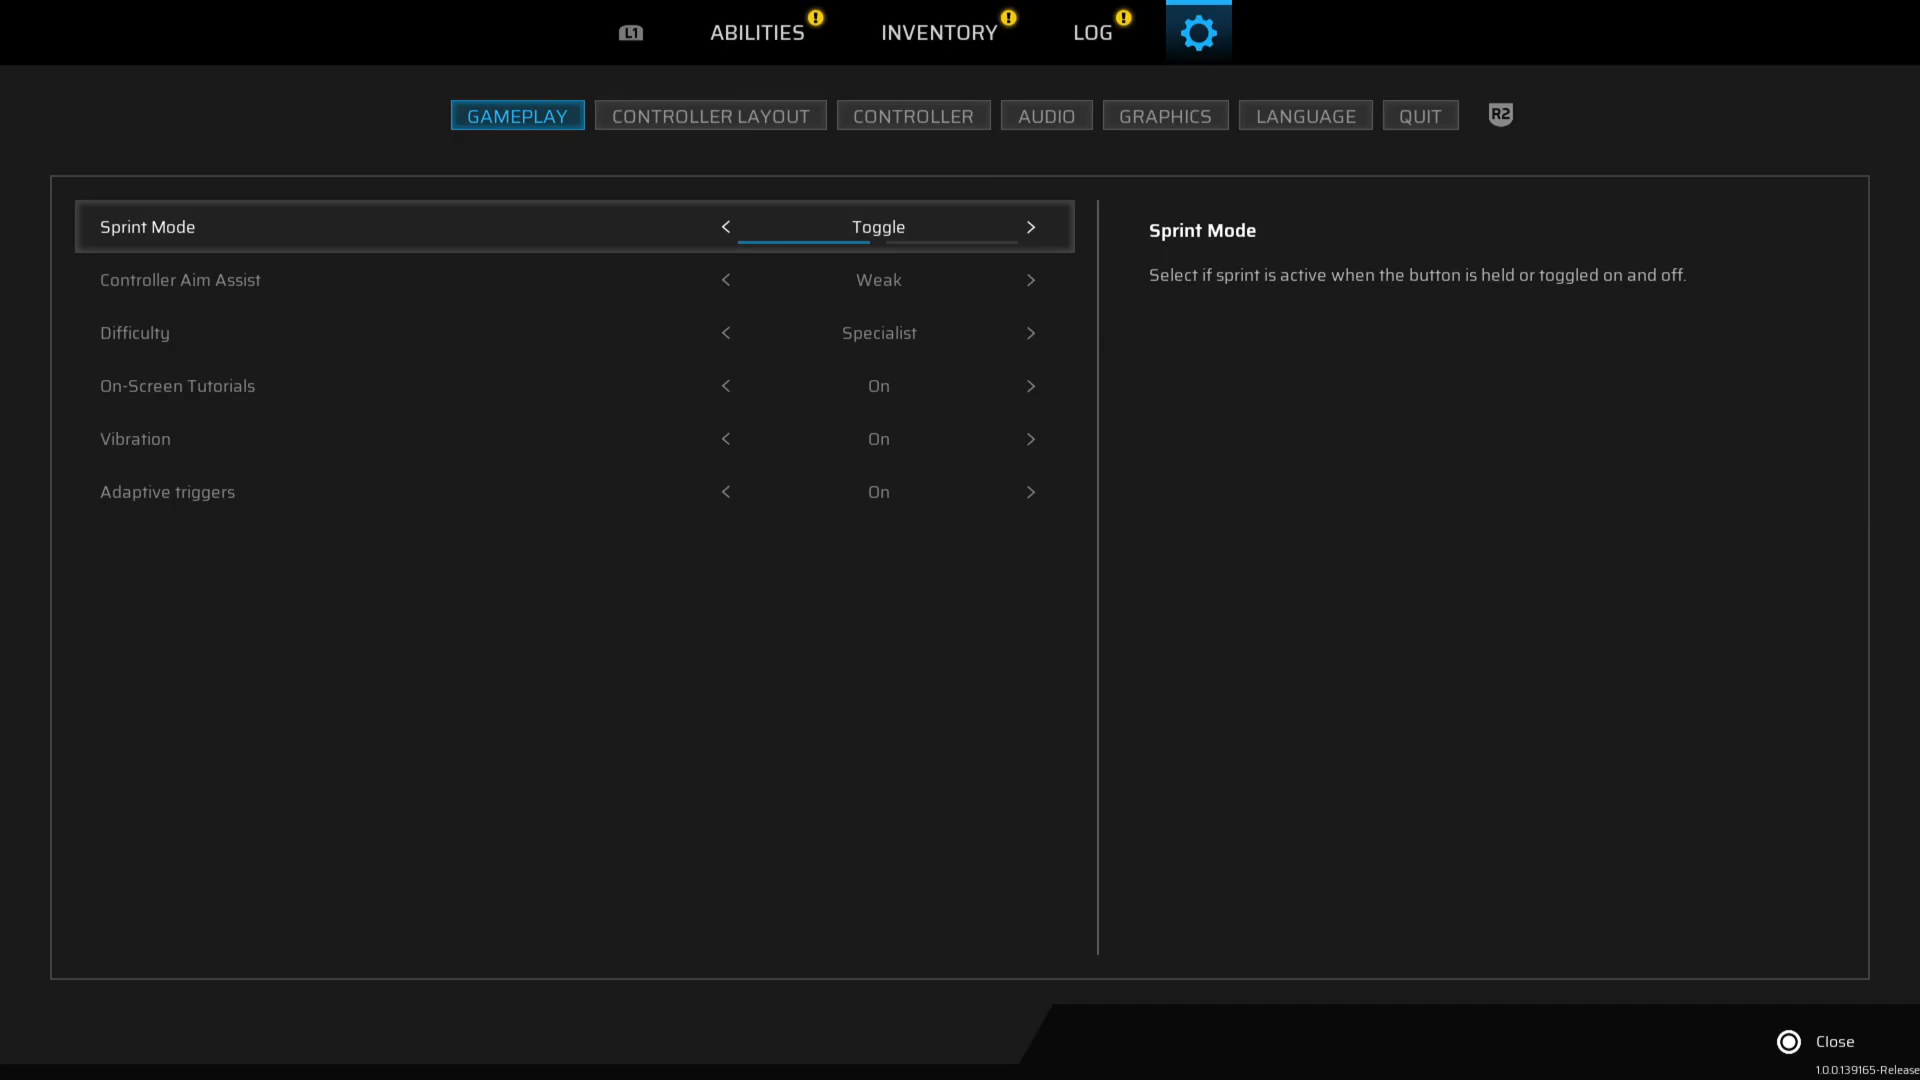 L1 ABILITIES ! INVENTORY ! LOG !
GAMEPLAY CONTROLLER LAYOUT CONTROLLER AUDIO GRAPHICS LANGUAGE QUIT R2
Sprint Mode < Toggle >
Controller Aim Assist < Weak >
Difficulty < Specialist >
On-Screen Tutorials < On >
Vibration < On >
Adaptive triggers < On >
Sprint Mode
Select if sprint is active when the button is held or toggled on and off.
Close
1.0.0.139165-Release